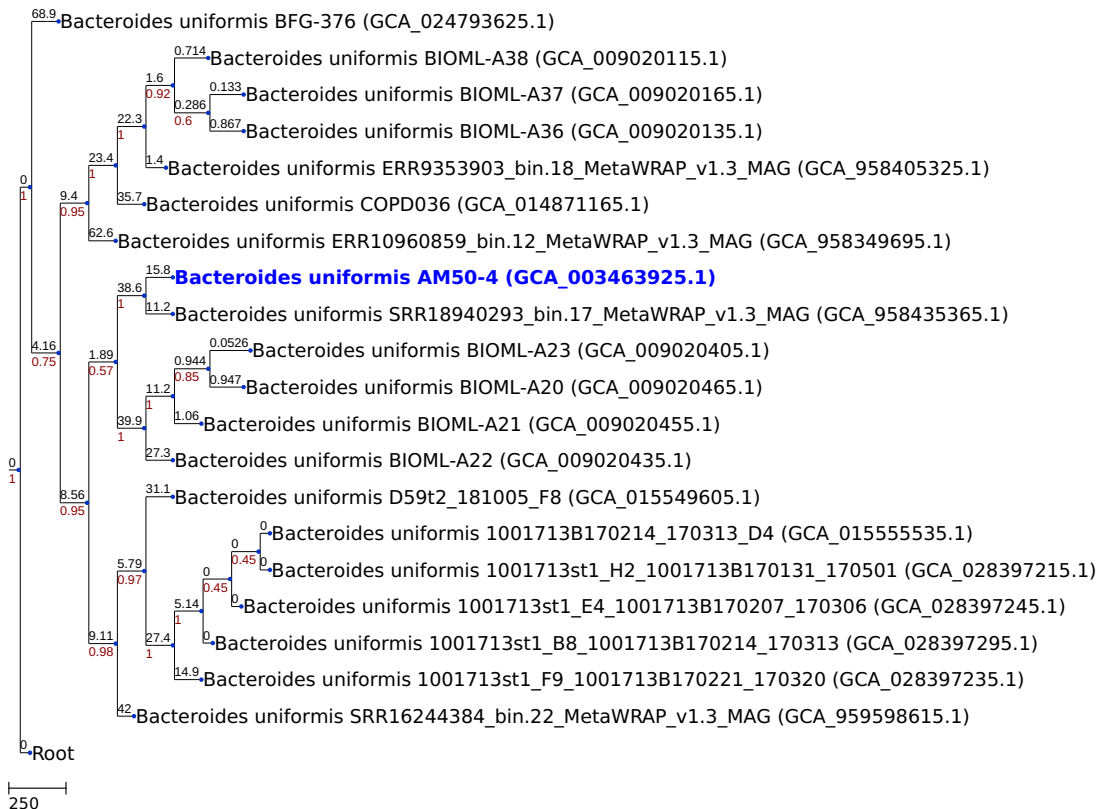 68.9 Bacteroides uniformis BFG-376 (GCA_024793625.1)
0.714 Bacteroides uniformis BIOML-A38 (GCA_009020115.1)
1.6
0.92
0.133 Bacteroides uniformis BIOML-A37 (GCA_009020165.1)
0.286
0.6
22.3
1
0.867 Bacteroides uniformis BIOML-A36 (GCA_009020135.1)
23.4
1
1.4 Bacteroides uniformis ERR9353903_bin.18_MetaWRAP_v1.3_MAG (GCA_958405325.1)
0
1
9.4
0.95
35.7 Bacteroides uniformis COPD036 (GCA_014871165.1)
62.6 Bacteroides uniformis ERR10960859_bin.12_MetaWRAP_v1.3_MAG (GCA_958349695.1)
15.8 Bacteroides uniformis AM50-4 (GCA_003463925.1)
38.6
1
11.2 Bacteroides uniformis SRR18940293_bin.17_MetaWRAP_v1.3_MAG (GCA_958435365.1)
4.16
0.75
1.89
0.57
0.0526 Bacteroides uniformis BIOML-A23 (GCA_009020405.1)
0.944
0.85
0.947 Bacteroides uniformis BIOML-A20 (GCA_009020465.1)
11.2
1
1.06 Bacteroides uniformis BIOML-A21 (GCA_009020455.1)
39.9
1
27.3 Bacteroides uniformis BIOML-A22 (GCA_009020435.1)
0
1
8.56
0.95
31.1 Bacteroides uniformis D59t2_181005_F8 (GCA_015549605.1)
0 Bacteroides uniformis 1001713B170214_170313_D4 (GCA_015555535.1)
0
0.45
0 Bacteroides uniformis 1001713st1_H2_1001713B170131_170501 (GCA_028397215.1)
5.79
0.97
0
0.45
0 Bacteroides uniformis 1001713st1_E4_1001713B170207_170306 (GCA_028397245.1)
5.14
1
0 Bacteroides uniformis 1001713st1_B8_1001713B170214_170313 (GCA_028397295.1)
9.11
0.98
27.4
1
14.9 Bacteroides uniformis 1001713st1_F9_1001713B170221_170320 (GCA_028397235.1)
42 Bacteroides uniformis SRR16244384_bin.22_MetaWRAP_v1.3_MAG (GCA_959598615.1)
0 Root
250